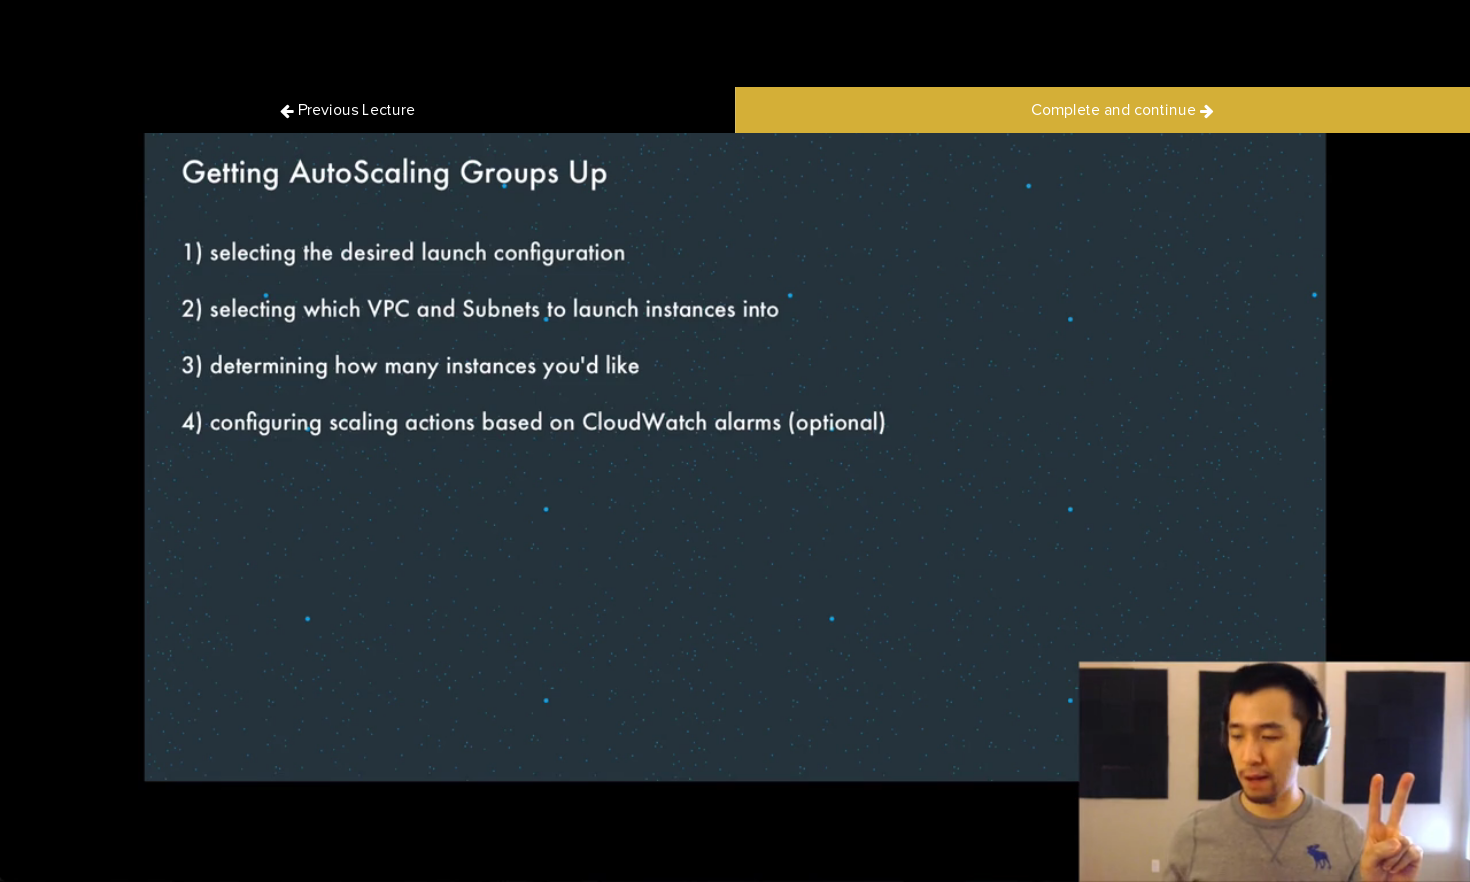 Previous Lecture
Complete and continue
Getting AutoScaling Groups Up
1) selecting the desired launch configuration
2) selecting which VPC and Subnets to launch instances into
3) determining how many instances you'd like
4) configuring scaling actions based on CloudWatch alarms (optional)